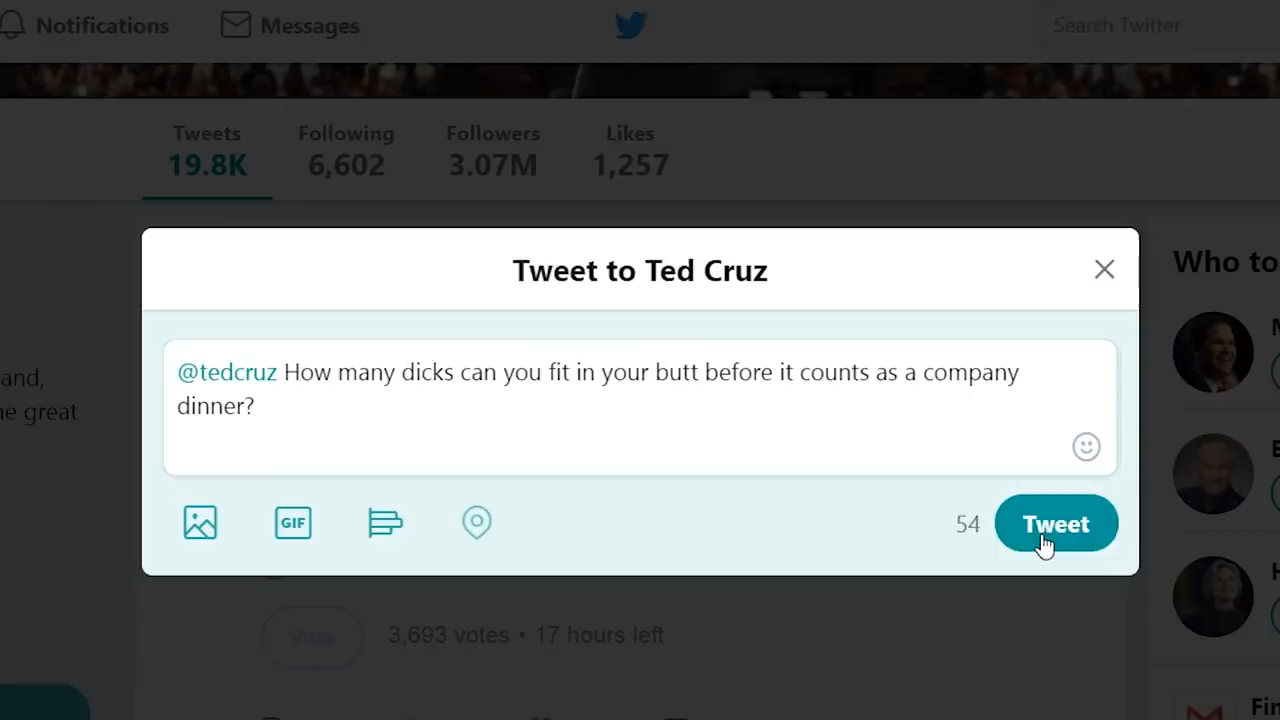 Notifications
Messages
Search Twitter
Tweets
Following
Followers
Likes
19.8K
6,602
3.07M
1,257
Tweet to Ted Cruz
Who to
and,
e great
@tedcruz How many dicks can you fit in your butt before it counts as a company
dinner?
GIF
54
Tweet
Vote
3,693 votes • 17 hours left